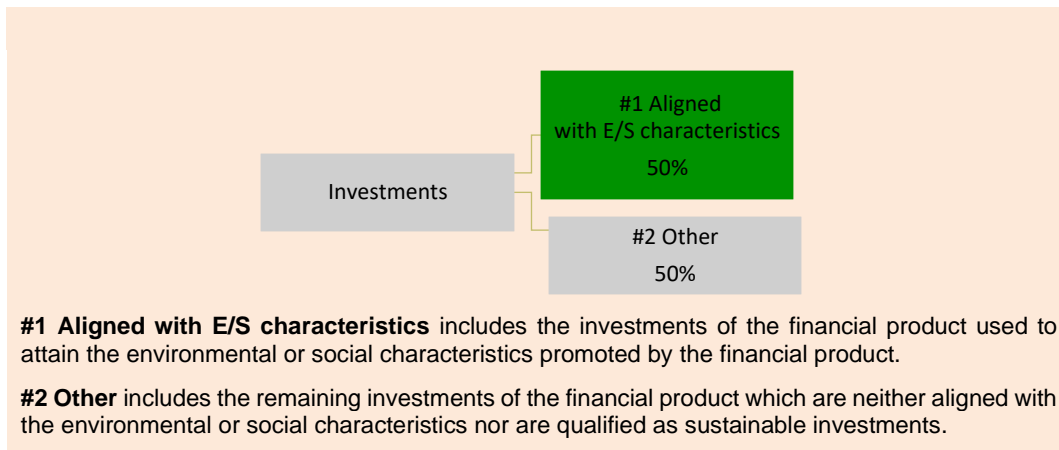 #1 Aligned
with E/S characteristics
50%
Investments
#2 Other
50%
#1 Aligned with E/S characteristics includes the investments of the financial product used to
attain the environmental or social characteristics promoted by the financial product.
#2 Other includes the remaining investments of the financial product which are neither aligned with
the environmental or social characteristics nor are qualified as sustainable investments.